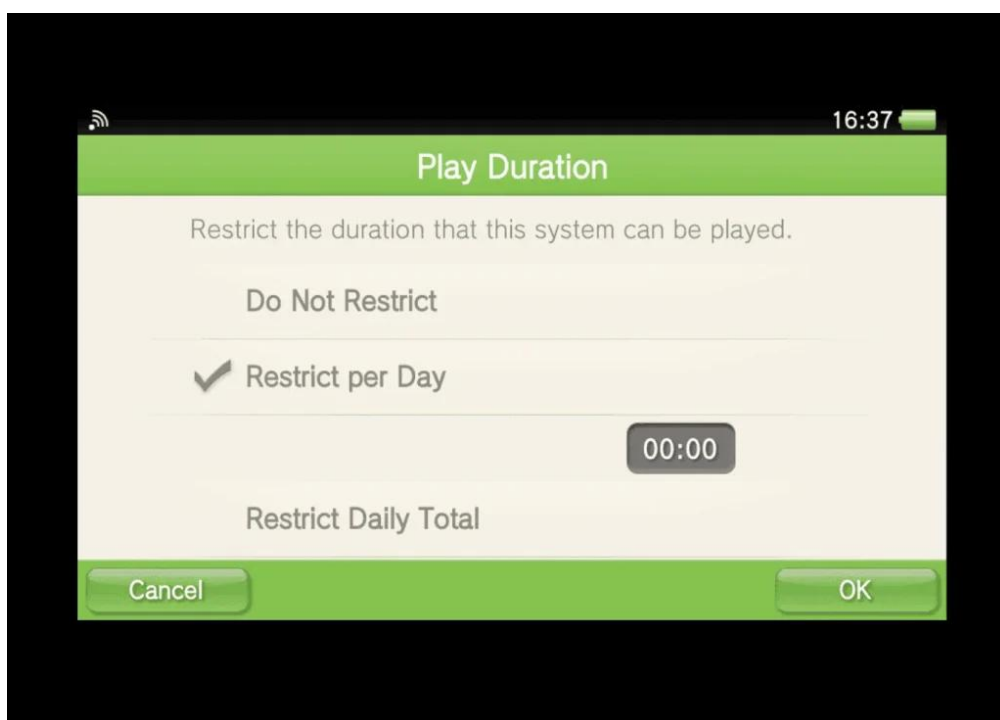 16:37
Play Duration
Restrict the duration that this system can be played.
Do Not Restrict
Restrict per Day
00:00
Restrict Daily Total
Cancel
OK